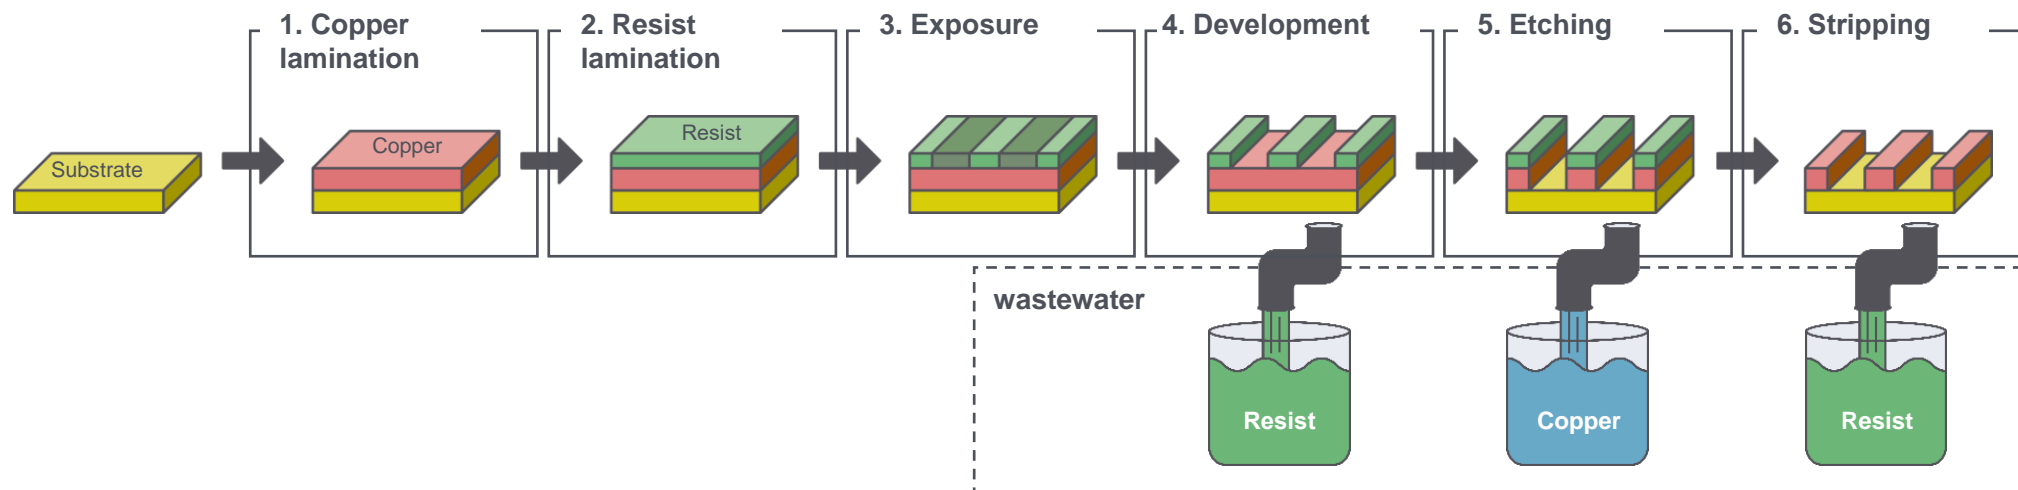 1. Copper
lamination
2. Resist
lamination
3. Exposure
4. Development
5. Etching
6. Stripping
Substrate
Copper
Resist
wastewater
Resist
Copper
Resist